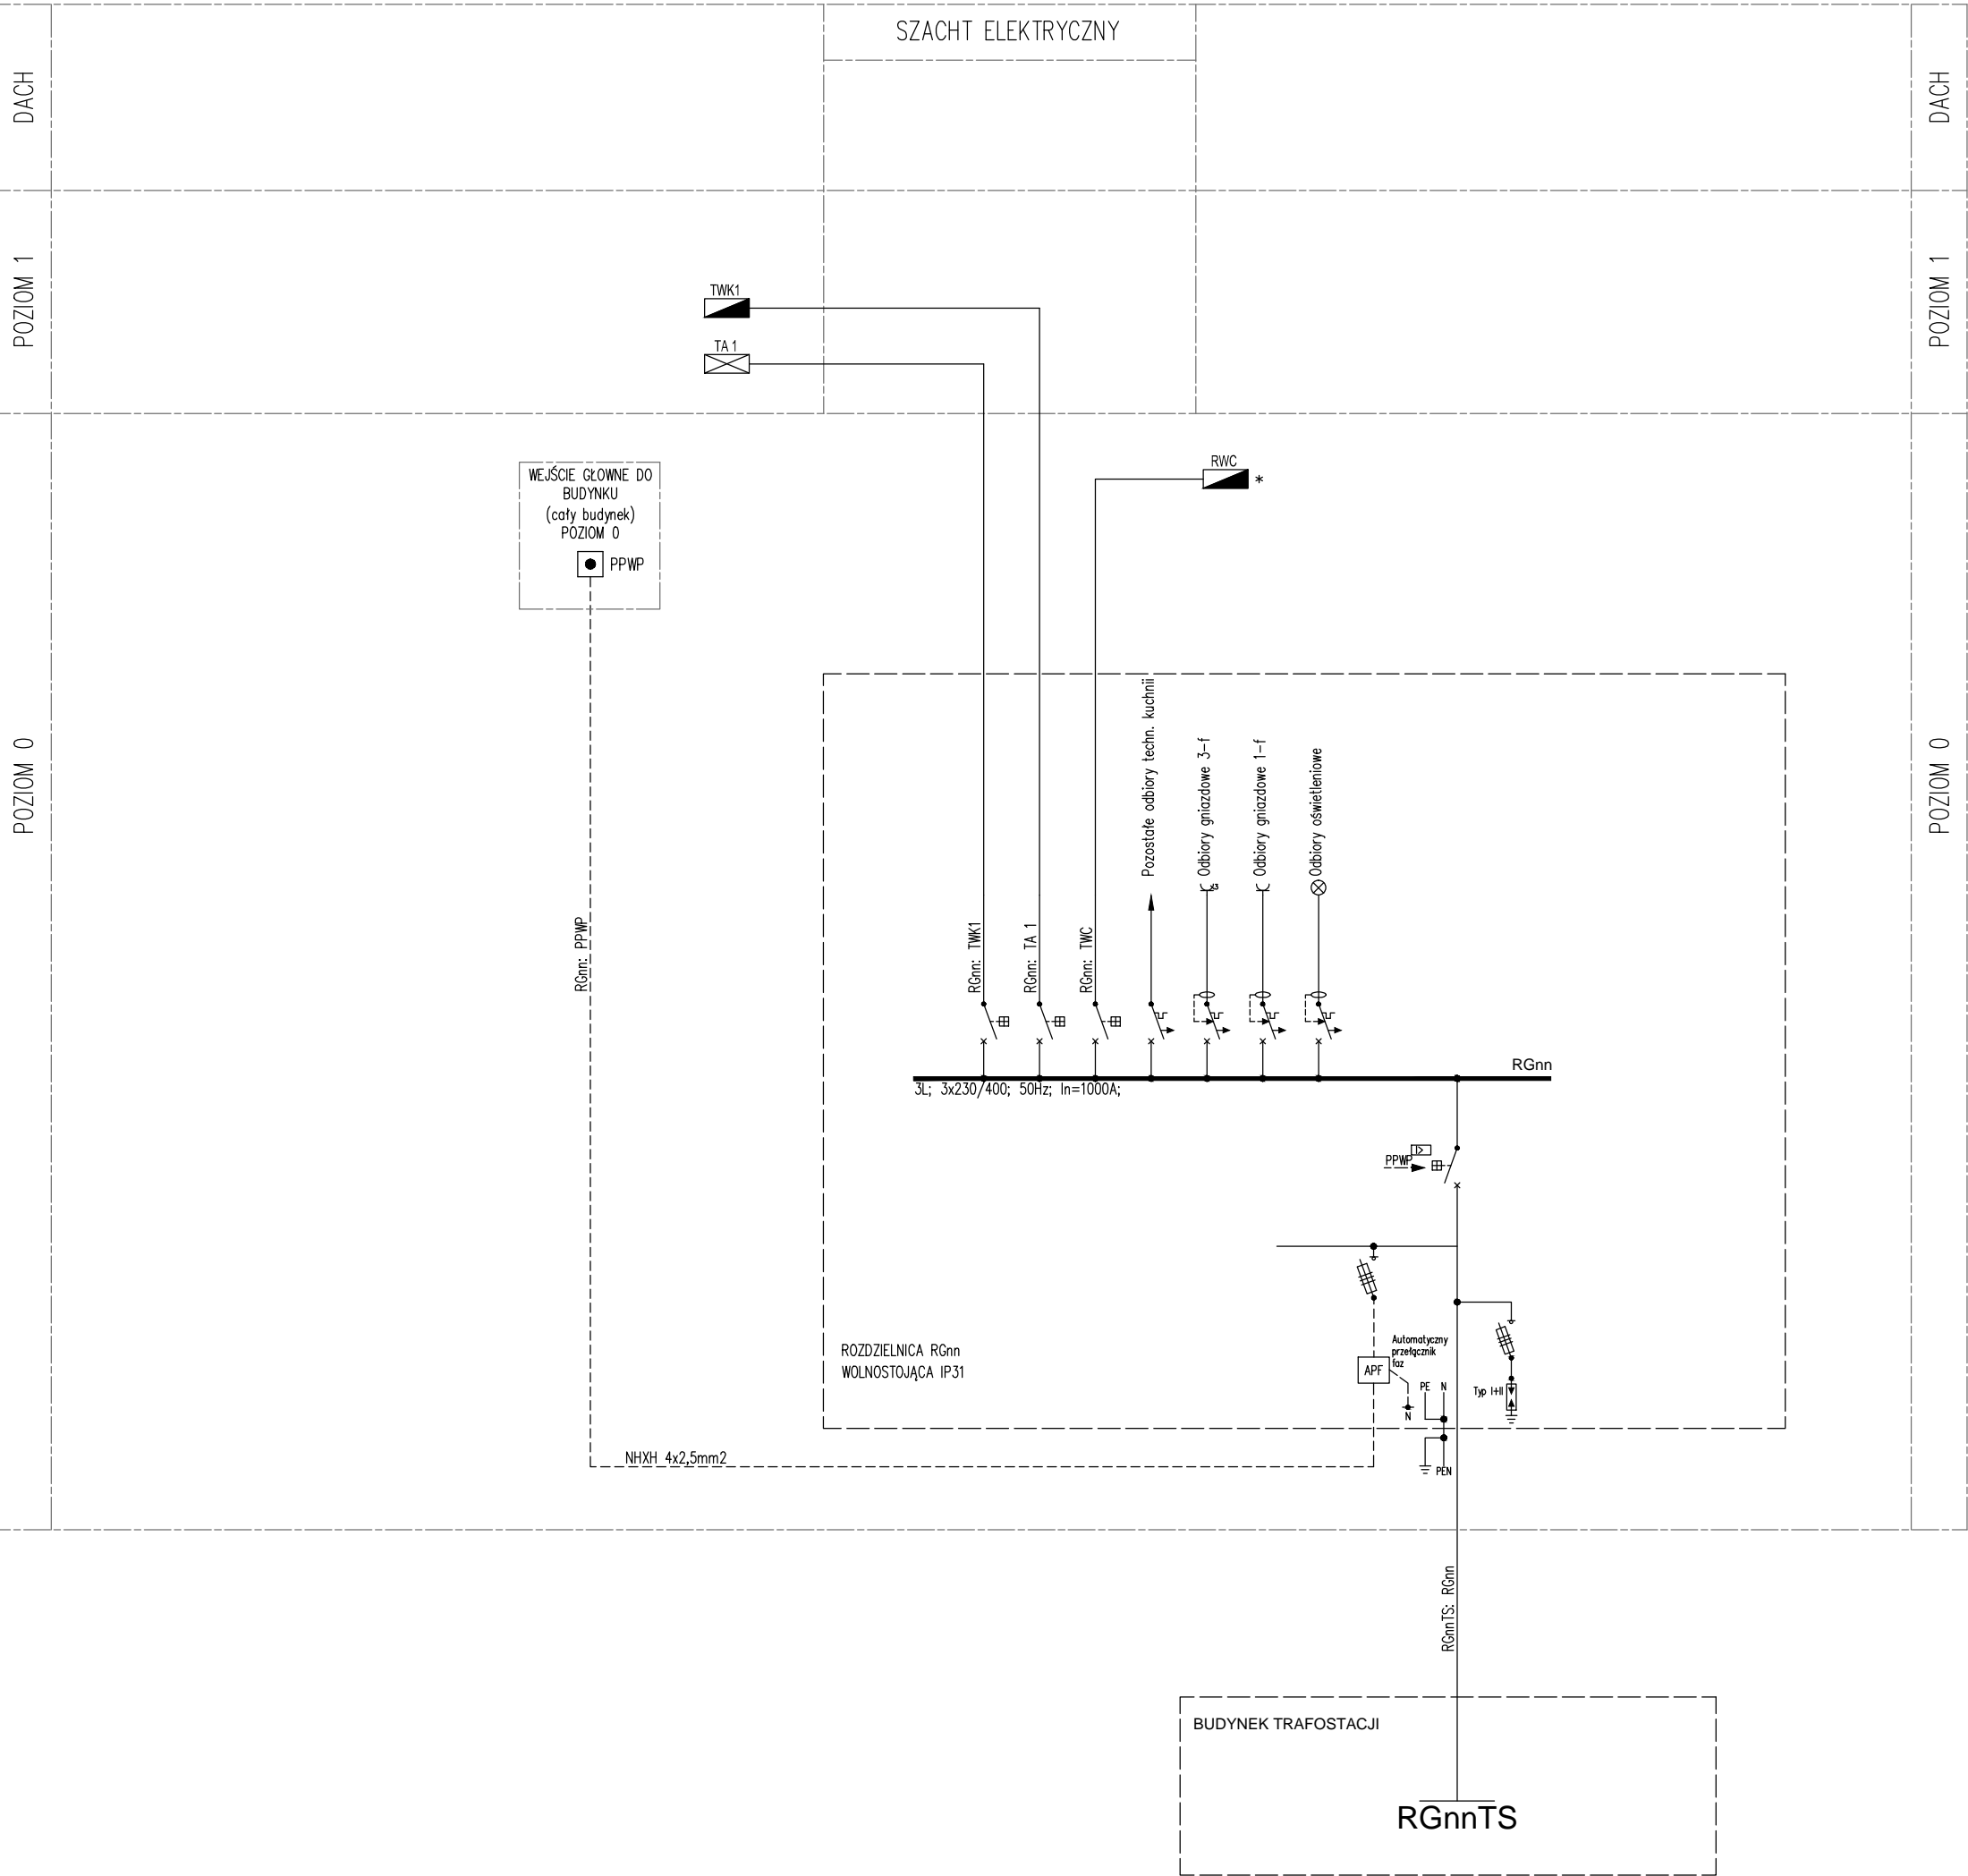 SZACHT ELEKTRYCZNY
DACH
DACH
POZIOM 1
POZIOM 1
TWK1
TA 1
WEJŚCIE GŁOWNE DO
BUDYNKU
(cały budynek)
POZIOM 0
PPWP
RWC
*
POZIOM 0
POZIOM 0
Pozostałe odbiory techn. kuchnii
Odbiory gniazdowe 3-f
x3
Odbiory gniazdowe 1-f
Odbiory oświetleniowe
RGnn: PPWP
RGnn: TWK1
RGnn: TA 1
RGnn: TWC
RGnn
3L; 3x230/400; 50Hz; In=1000A;
I>
PPWP
ROZDZIELNICA RGnn
WOLNOSTOJĄCA IP31
Automatyczny
przełącznik
faz
APF
PE N
N
Typ I+II
PEN
NHXH 4x2,5mm2
RGnnTS: RGnn
BUDYNEK TRAFOSTACJI
RGnnTS